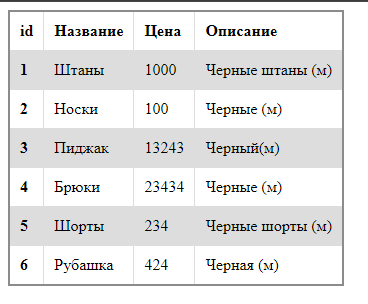 id Название Цена Описание
1 Штаны 1000 Черные штаны (м)
2 Носки 100 Черные (м)
3 Пиджак 13243 Черный(м)
4 Брюки 23434 Черные (м)
5 Шорты 234 Черные шорты (м)
6 Рубашка 424 Черная (м)